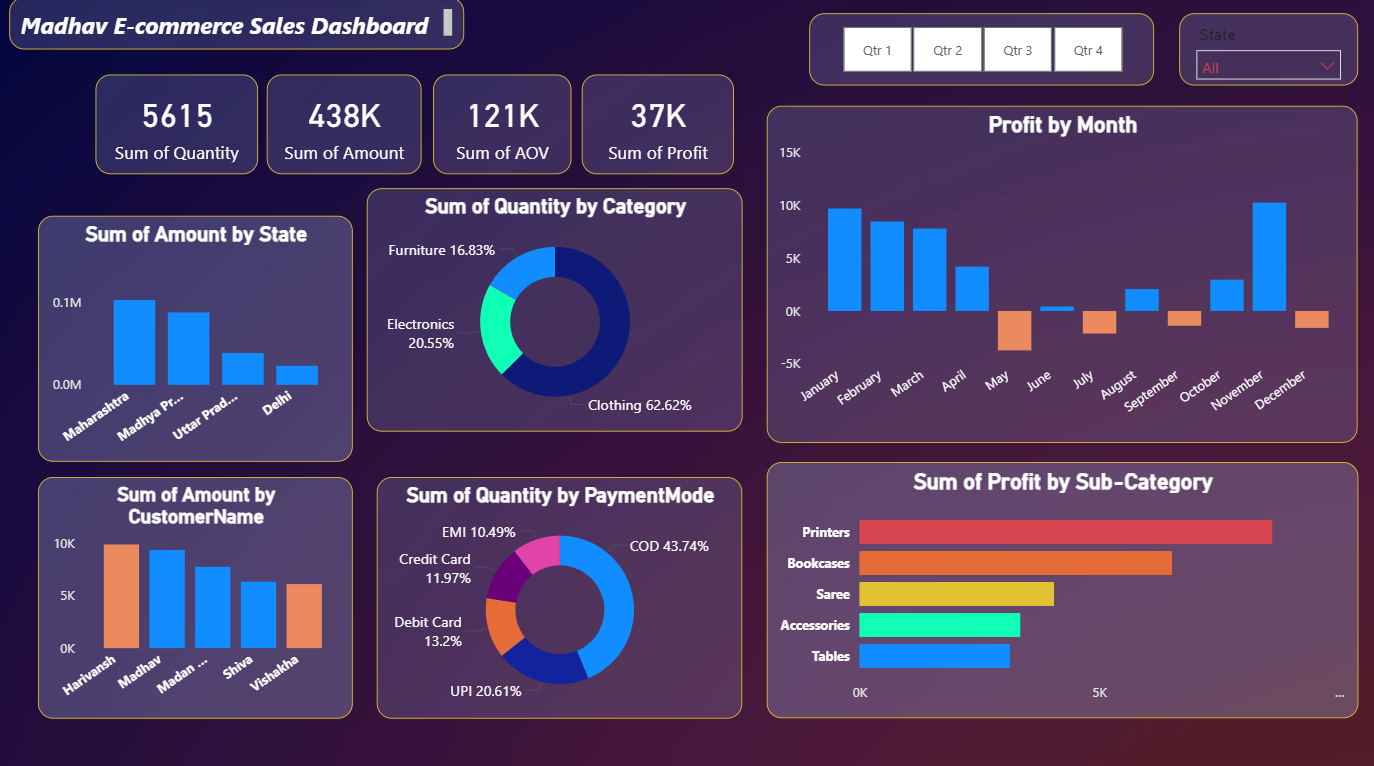 Madhav E-commerce Sales Dashboard
Qtr 1
Qtr 2
Qtr 3
Qtr 4
State
All
5615
Sum of Quantity
438K
Sum of Amount
121K
Sum of AOV
37K
Sum of Profit
Profit by Month
15K
10K
5K
0K
-5K
January
February
March
April
May
June
July
August
September
October
November
December
Sum of Amount by State
0.1M
0.0M
Maharashtra
Madhya Pr...
Uttar Prad...
Delhi
Sum of Quantity by Category
Furniture 16.83%
Electronics
20.55%
Clothing 62.62%
Sum of Amount by
CustomerName
10K
5K
0K
Harivansh
Madhav
Madan ...
Shiva
Vishakha
Sum of Quantity by PaymentMode
EMI 10.49%
COD 43.74%
Credit Card
11.97%
Debit Card
13.2%
UPI 20.61%
Sum of Profit by Sub-Category
Printers
Bookcases
Saree
Accessories
Tables
0K
5K
...